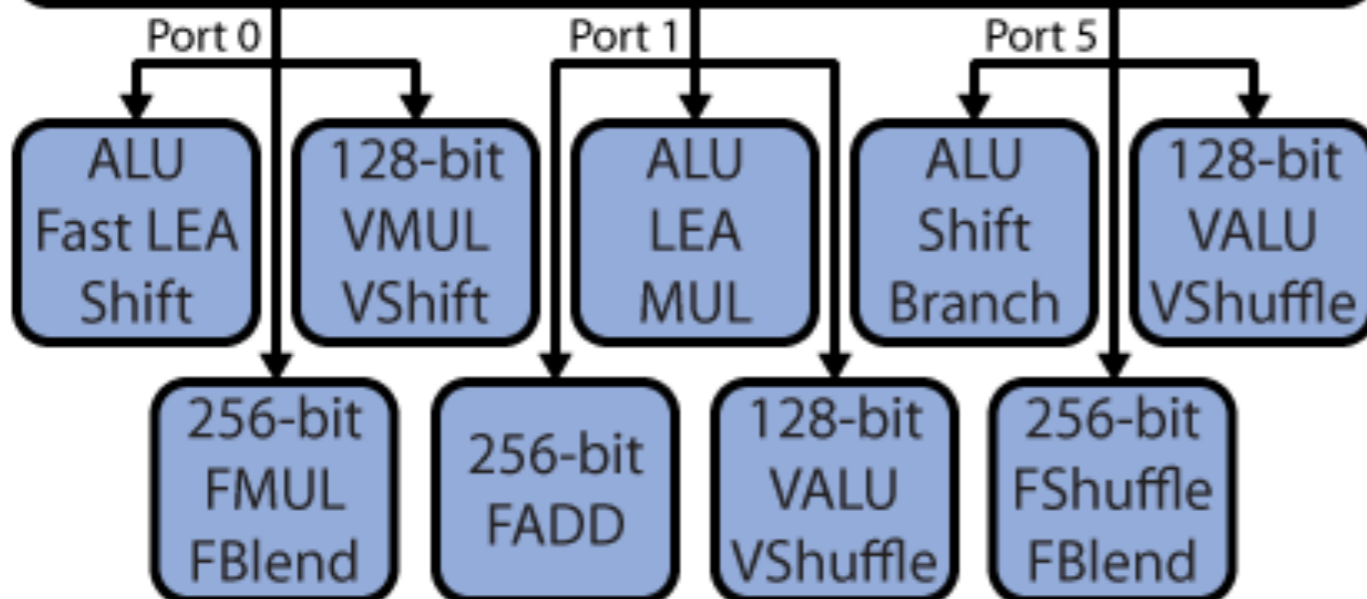 Port 0
Port 1
Port 5
ALU
Fast LEA
Shift
128-bit
VMUL
VShift
ALU
LEA
MUL
ALU
Shift
Branch
128-bit
VALU
VShuffle
256-bit
FMUL
FBlend
256-bit
FADD
128-bit
VALU
VShuffle
256-bit
FShuffle
FBlend